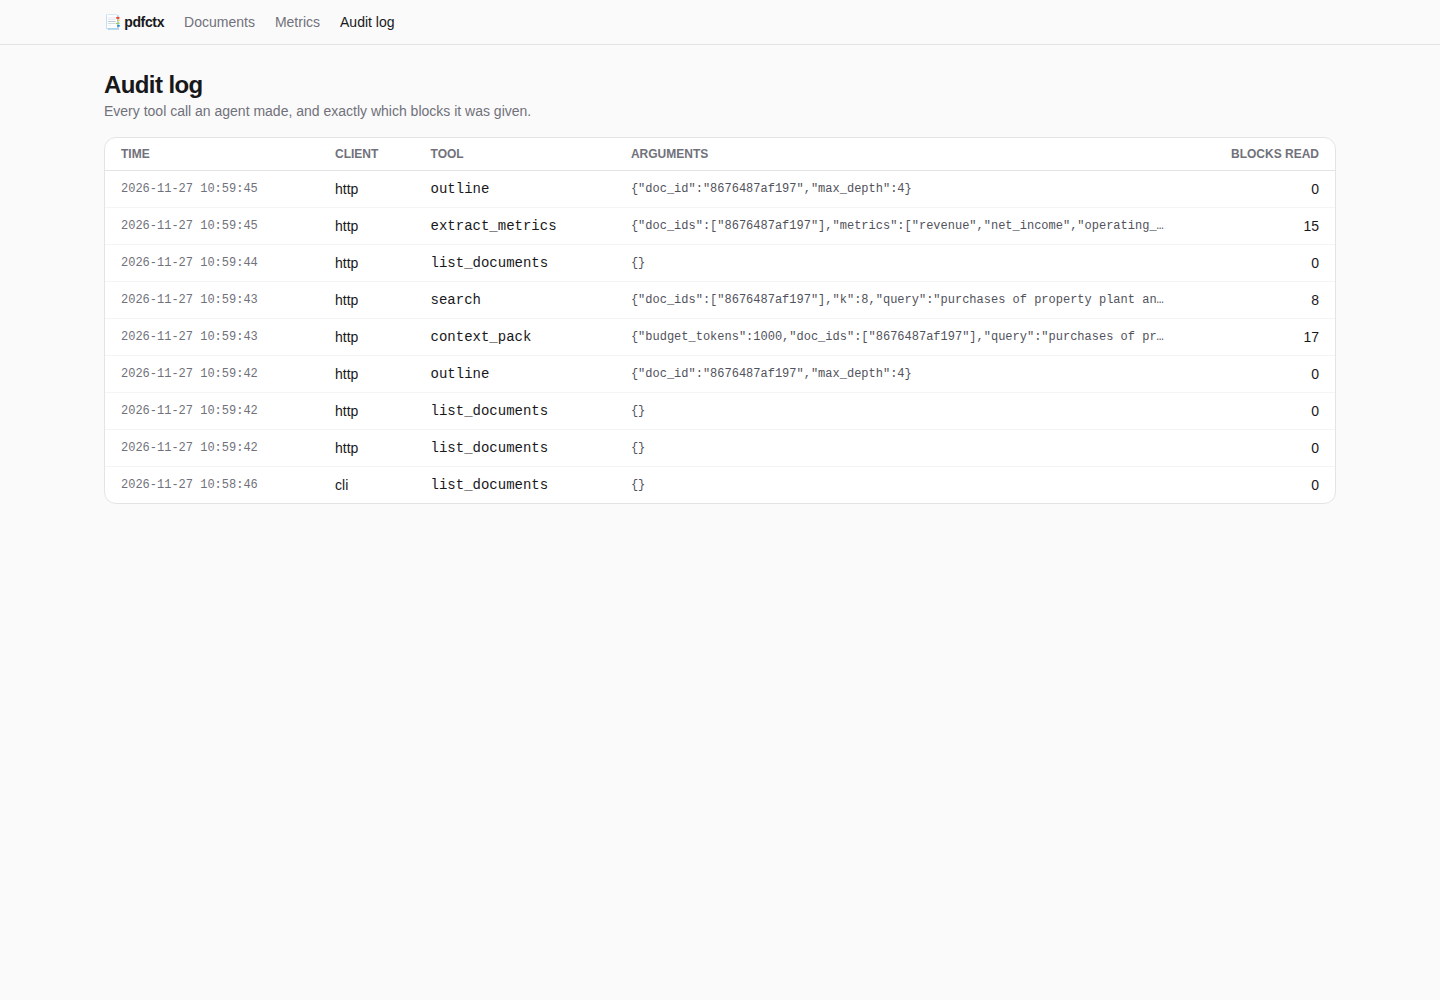 pdfctx Documents Metrics Audit log
Audit log
Every tool call an agent made, and exactly which blocks it was given.
TIME CLIENT TOOL ARGUMENTS BLOCKS READ
2026-11-27 10:59:45 http outline {"doc_id":"8676487af197","max_depth":4} 0
2026-11-27 10:59:45 http extract_metrics {"doc_ids":["8676487af197"],"metrics":["revenue","net_income","operating_… 15
2026-11-27 10:59:44 http list_documents {} 0
2026-11-27 10:59:43 http search {"doc_ids":["8676487af197"],"k":8,"query":"purchases of property plant an… 8
2026-11-27 10:59:43 http context_pack {"budget_tokens":1000,"doc_ids":["8676487af197"],"query":"purchases of pr… 17
2026-11-27 10:59:42 http outline {"doc_id":"8676487af197","max_depth":4} 0
2026-11-27 10:59:42 http list_documents {} 0
2026-11-27 10:59:42 http list_documents {} 0
2026-11-27 10:58:46 cli list_documents {} 0